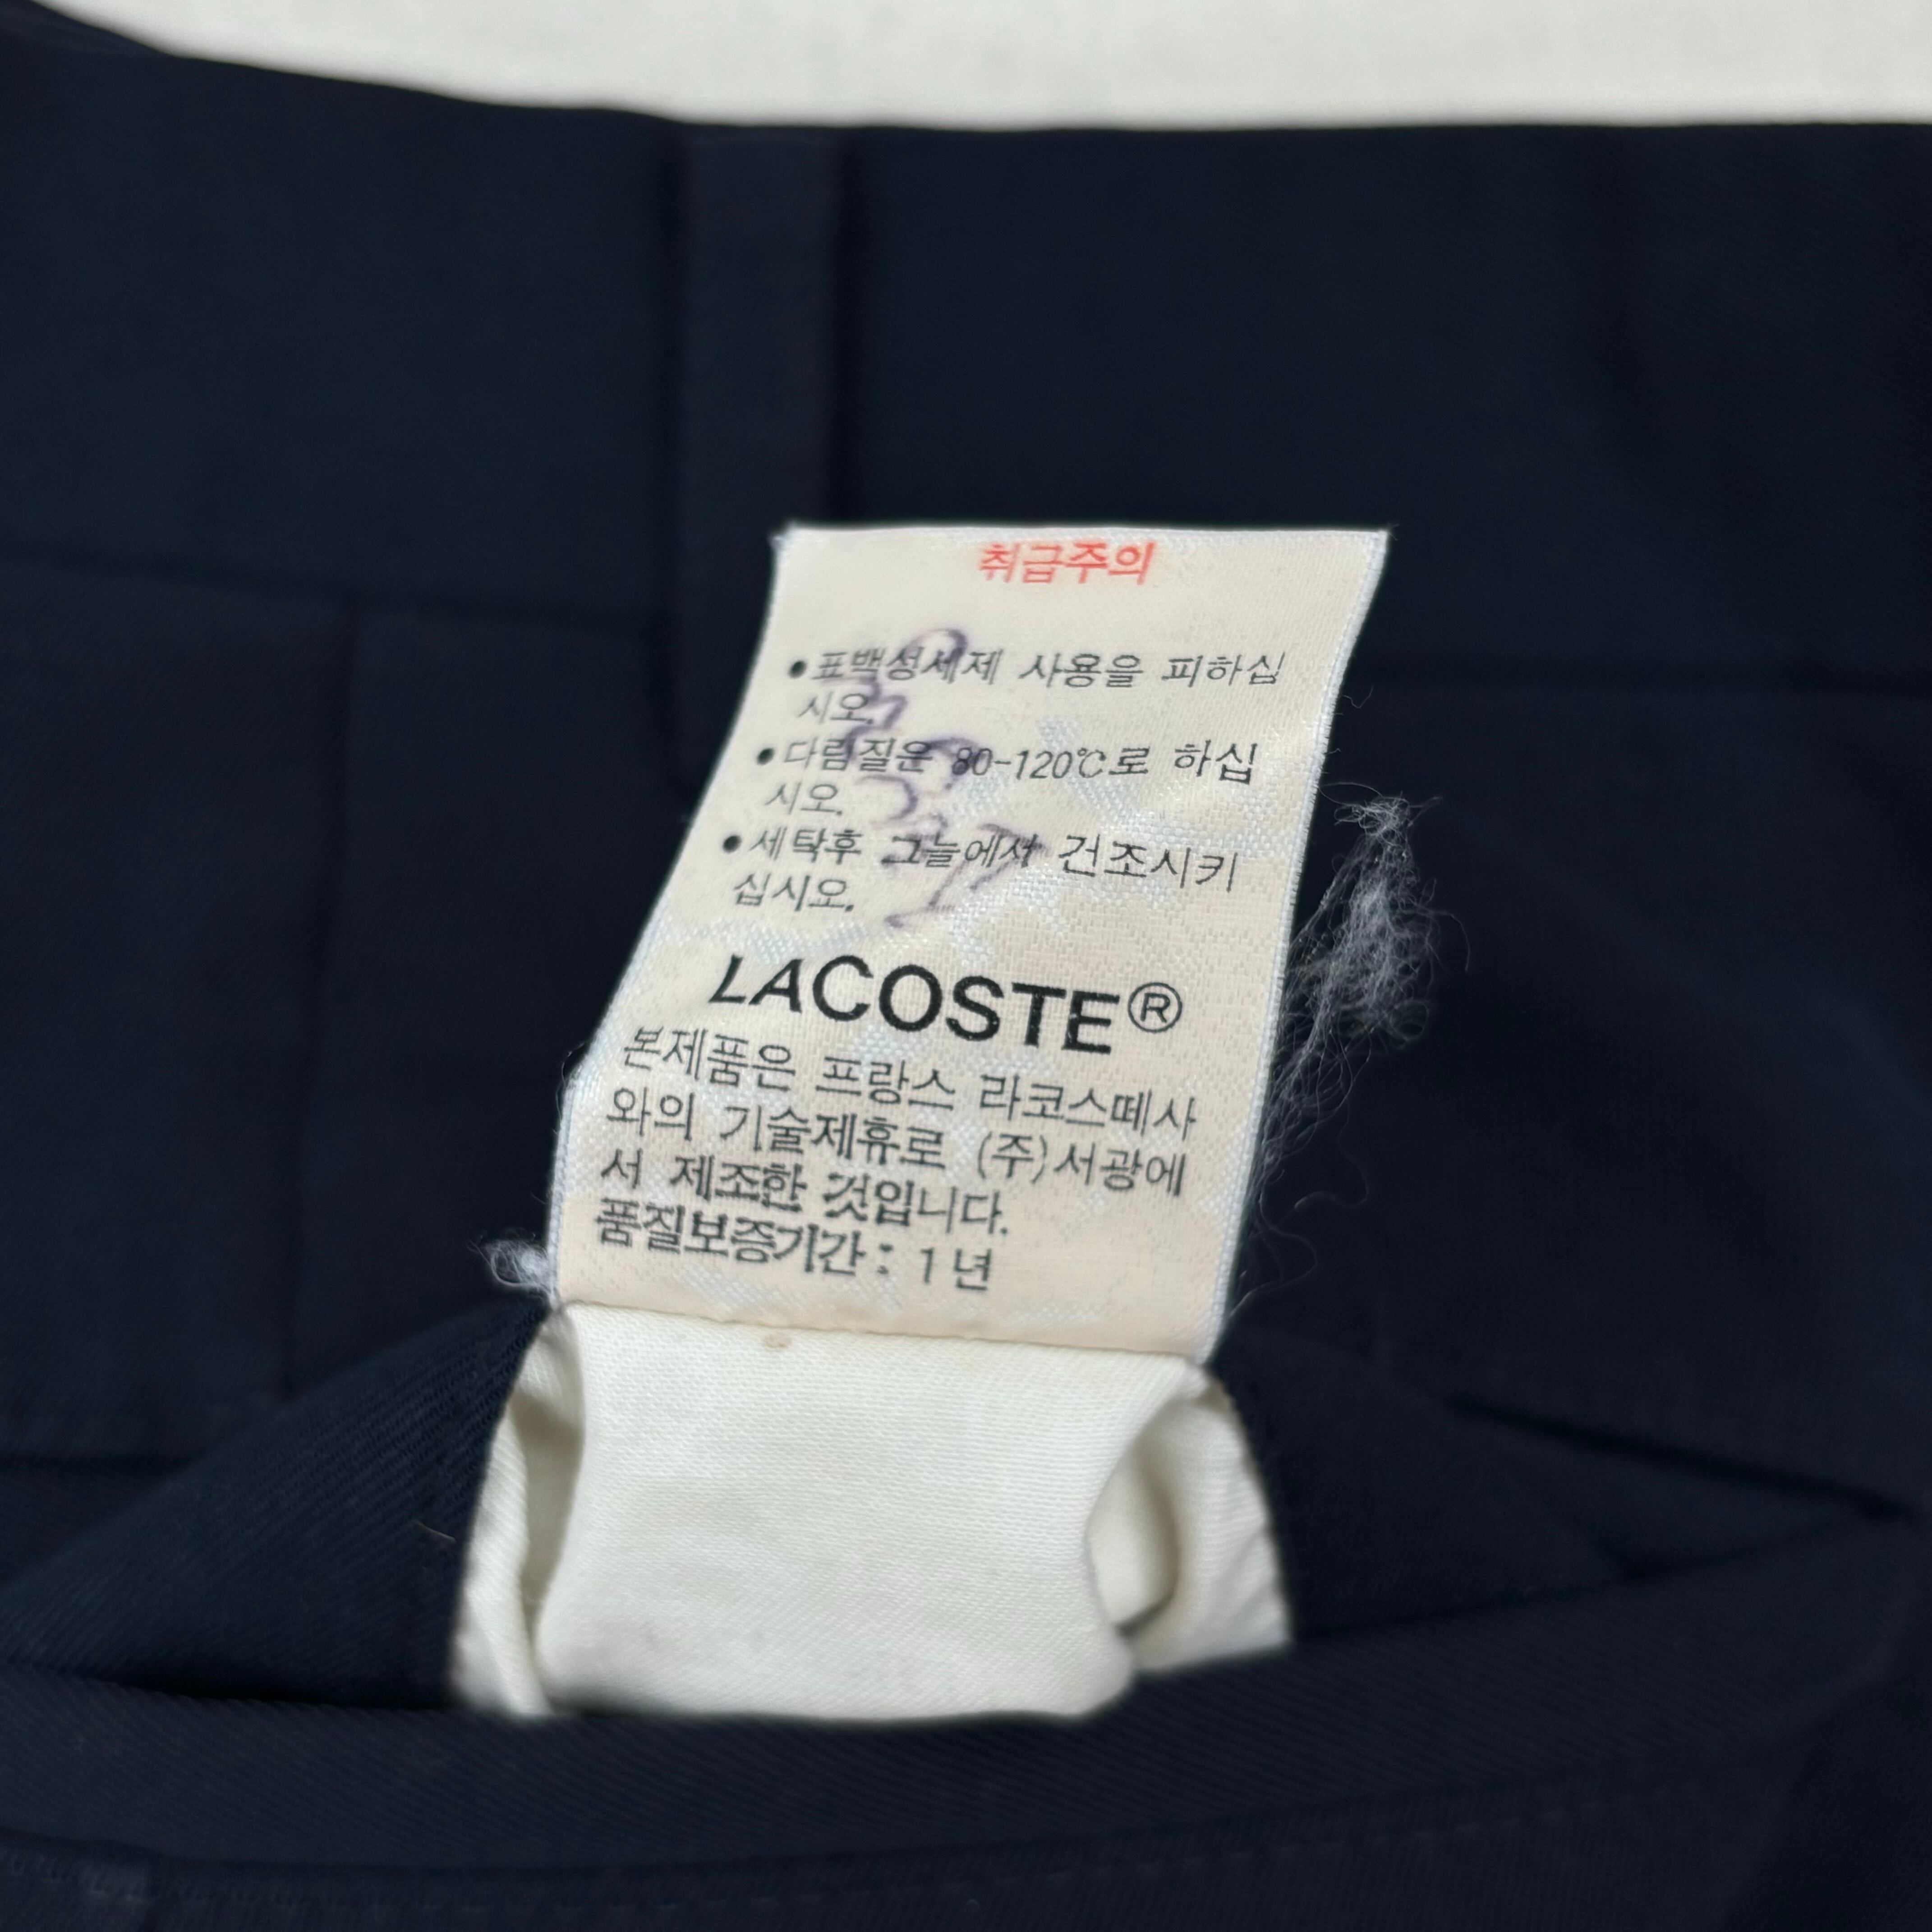 취급주의
●표백성세제 사용을 피하십
시오.
●다림질은 80-120℃로 하십
시오.
●세탁후 그늘에서 건조시키
십시오.
LACOSTE®
본제품은 프랑스 라코스떼사
와의 기술제휴로 (주)서광에
서 제조한 것입니다.
품질보증기간 : 1년